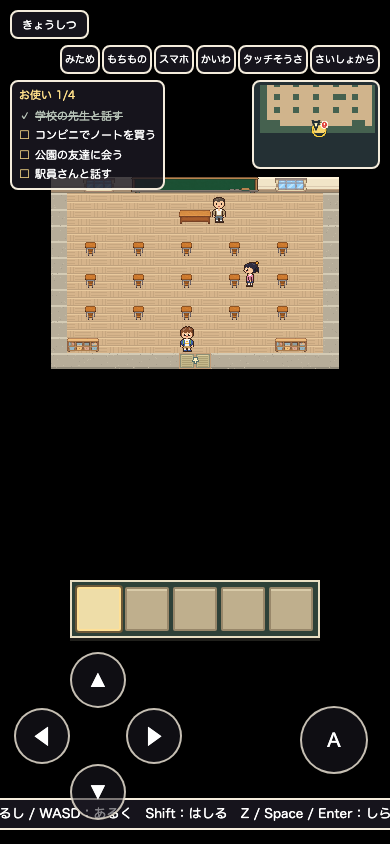 きょうしつ
みため もちもの スマホ かいわ タッチそうさ さいしょから
お使い 1/4
✓ 学校の先生と話す
コンビニでノートを買う
公園の友達に会う
駅員さんと話す
A
るし / WASD：あるく Shift：はしる Z / Space / Enter：しら